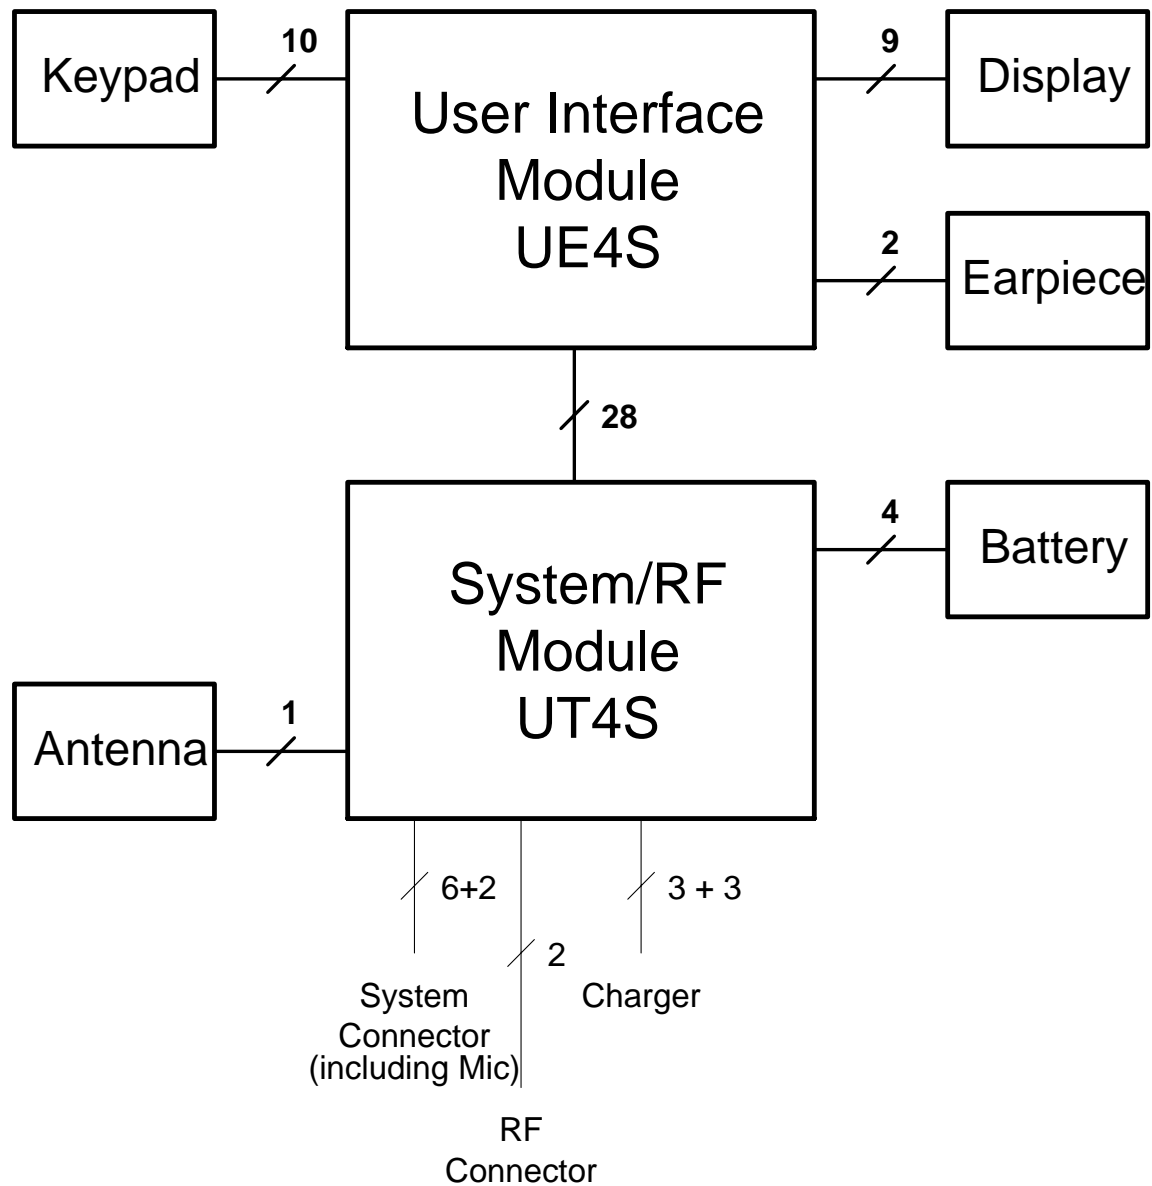 10
9
Keypad
Display
User Interface
Module
UE4S
2
Earpiece
28
4
Battery
System/RF
Module
UT4S
1
Antenna
6+2
3 + 3
2
System
Connector
(including Mic)
Charger
RF
Connector